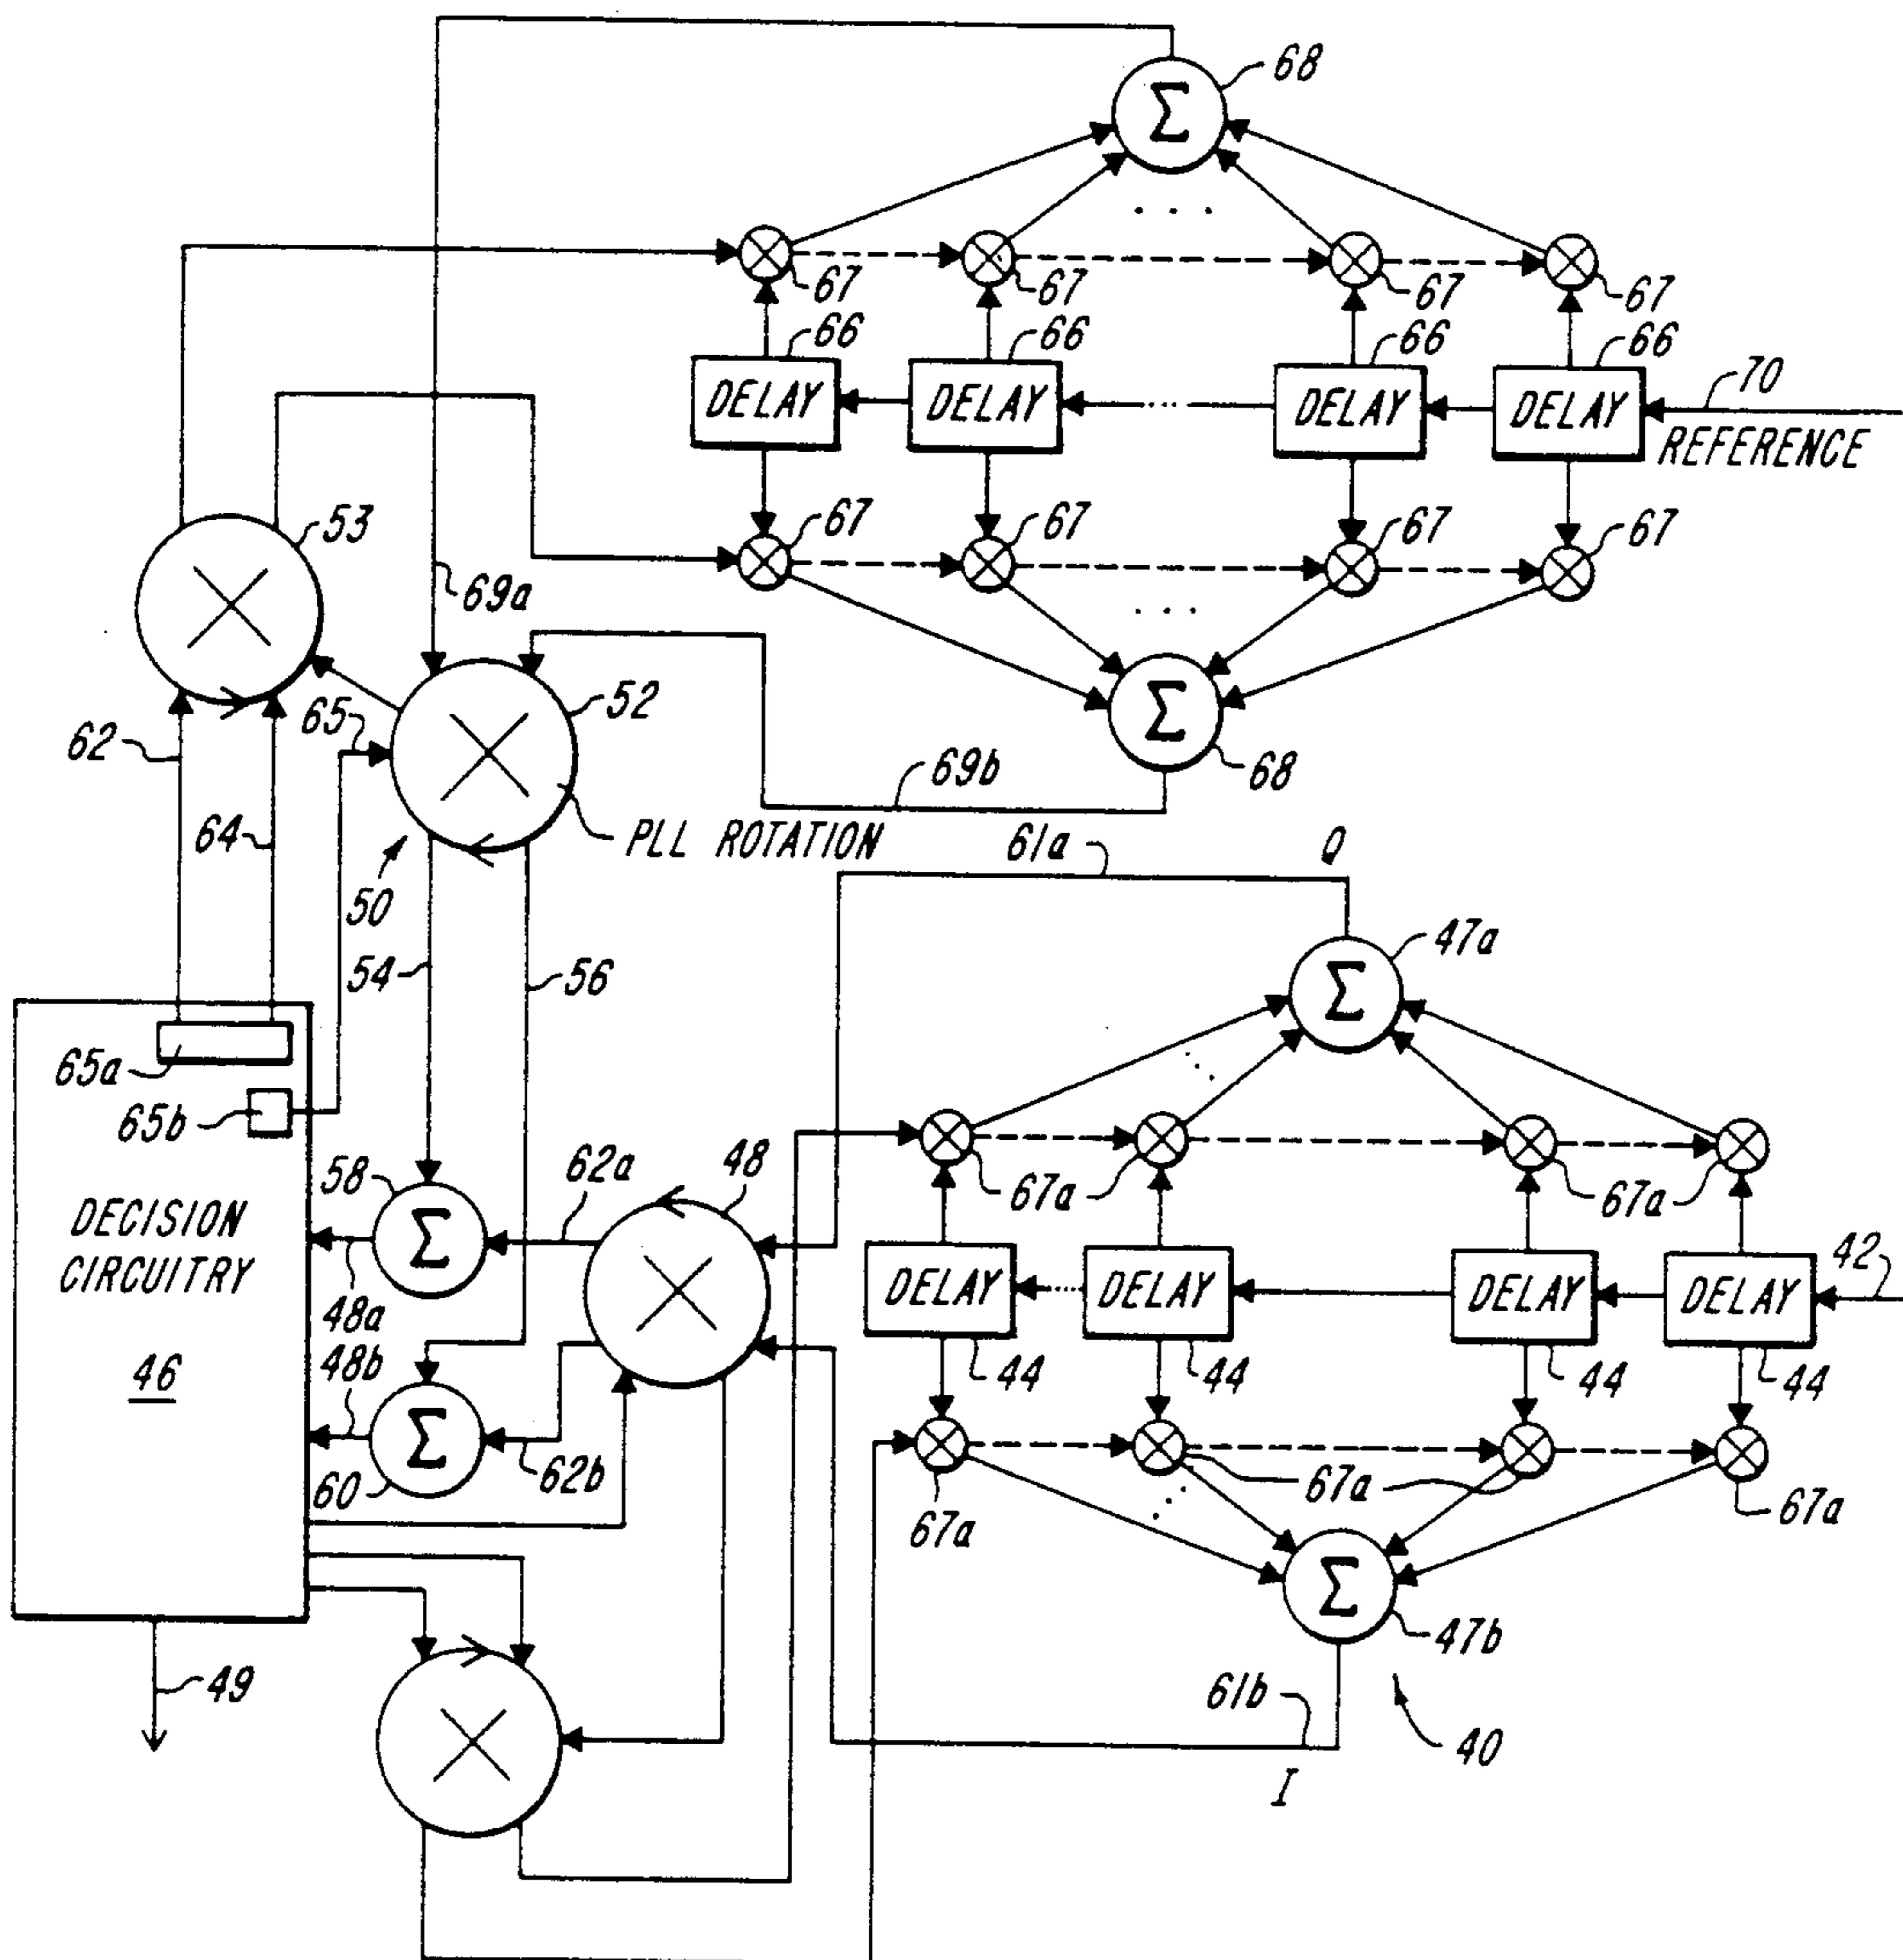 68
Σ
. . .
67 67 67 67
66 66 66 66
DELAY DELAY ... DELAY DELAY
70
REFERENCE
53
67 67 67 67
69a
. . .
52
62 65
Σ
68
69b
64
PLL ROTATION
61a
Q
50
47a
54
56
Σ
65a
65b
58
62a
48
67a 67a
DECISION
CIRCUITRY
Σ
DELAY ... DELAY DELAY DELAY
42
48a
46
48b
44 44 44 44
Σ
60
62b
67a
67a
67a
Σ
47b
49
61b
40
I